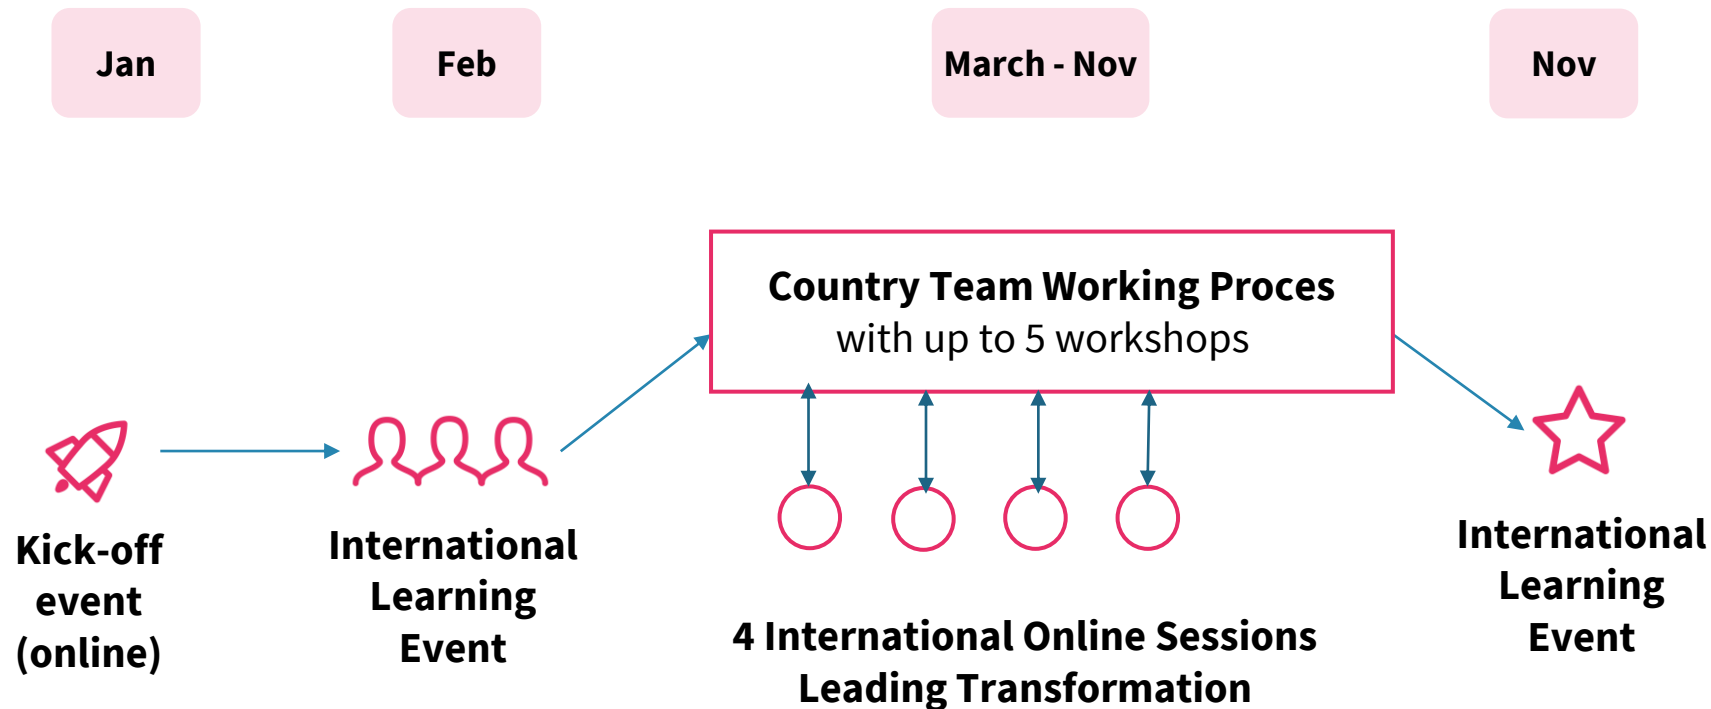 Jan
Feb
March - Nov
Nov
Country Team Working Proces
with up to 5 workshops
Kick-off
event
(online)
International
Learning
Event
4 International Online Sessions
Leading Transformation
International
Learning
Event